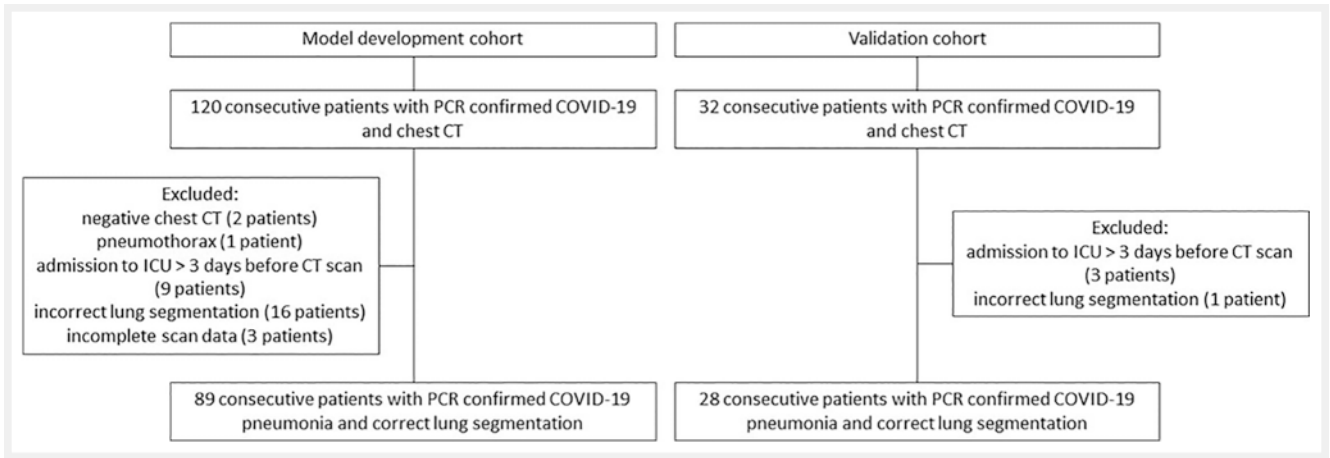 Model development cohort
Validation cohort
120 consecutive patients with PCR confirmed COVID-19
and chest CT
32 consecutive patients with PCR confirmed COVID-19
and chest CT
Excluded:
negative chest CT (2 patients)
pneumothorax (1 patient)
admission to ICU > 3 days before CT scan
(9 patients)
incorrect lung segmentation (16 patients)
incomplete scan data (3 patients)
Excluded:
admission to ICU > 3 days before CT scan
(3 patients)
incorrect lung segmentation (1 patient)
89 consecutive patients with PCR confirmed COVID-19
pneumonia and correct lung segmentation
28 consecutive patients with PCR confirmed COVID-19
pneumonia and correct lung segmentation